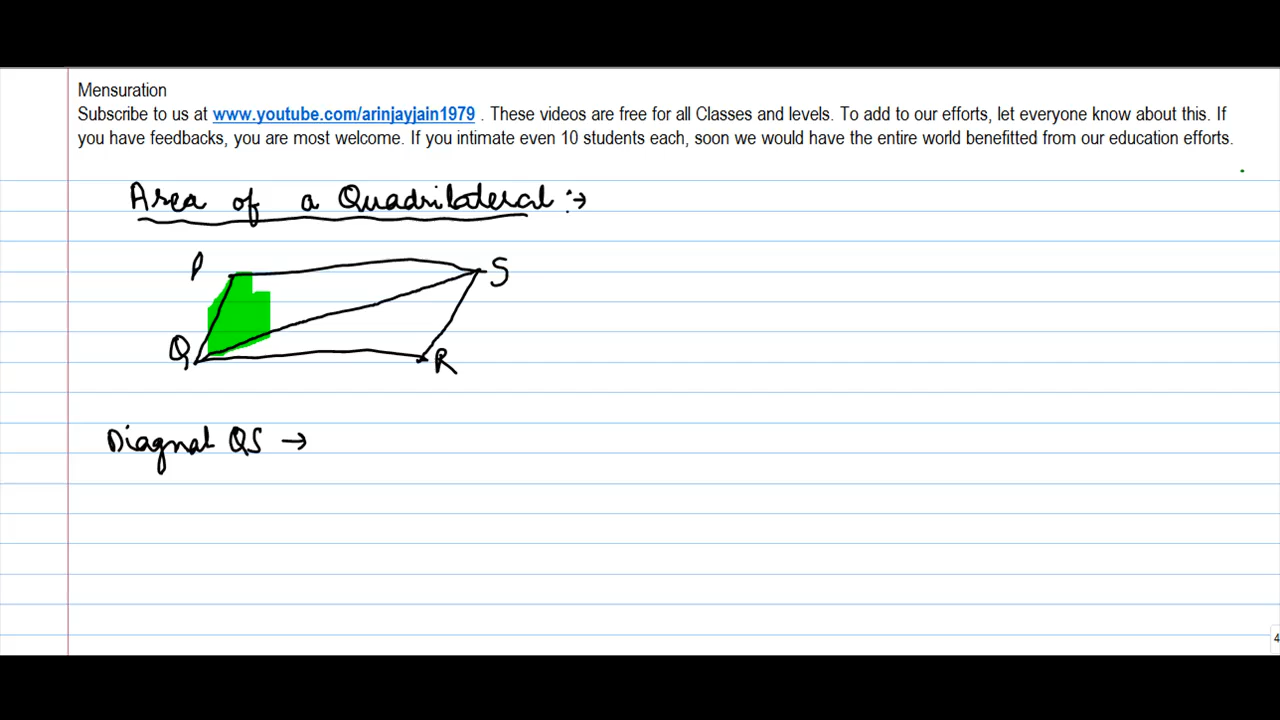 Mensuration
Subscribe to us at www.youtube.com/arinjayjain1979 . These videos are free for all Classes and levels. To add to our efforts, let everyone know about this. If
you have feedbacks, you are most welcome. If you intimate even 10 students each, soon we would have the entire world benefitted from our education efforts.
Area of a Quadrilateral :→
P
S
Q
R
Diagnal QS →
4